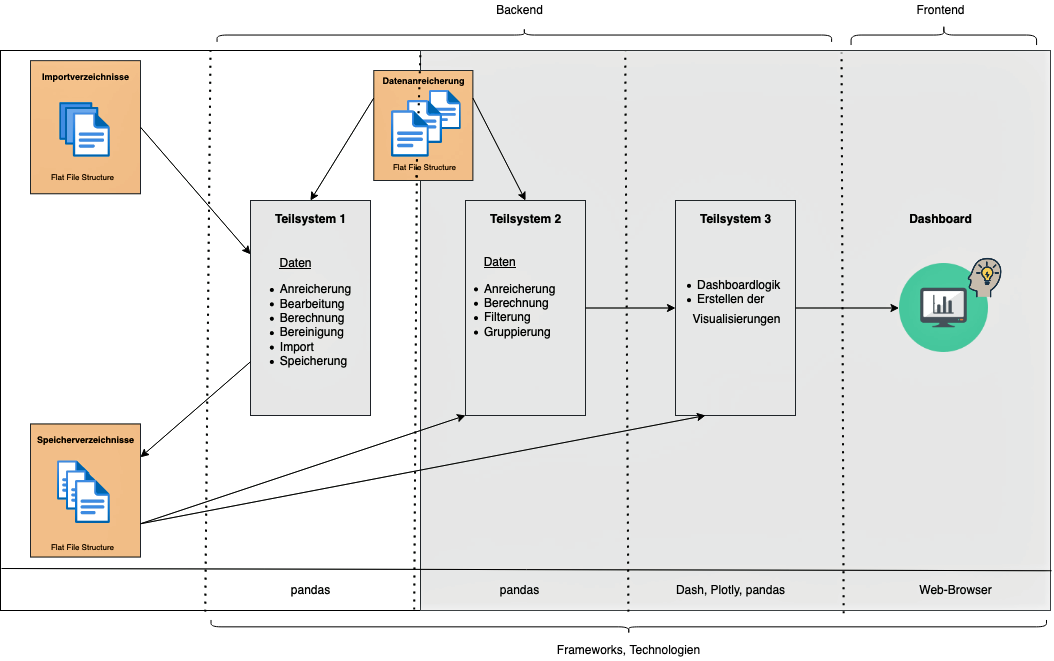 Backend
Frontend
Importverzeichnisse
Flat File Structure
Datenanreicherung
Flat File Structure
Teilsystem 1
Daten
• Anreicherung
• Bearbeitung
• Berechnung
• Bereinigung
• Import
• Speicherung
Teilsystem 2
Daten
• Anreicherung
• Berechnung
• Filterung
• Gruppierung
Teilsystem 3
• Dashboardlogik
• Erstellen der
Visualisierungen
Dashboard
Speicherverzeichnisse
Flat File Structure
pandas
pandas
Dash, Plotly, pandas
Web-Browser
Frameworks, Technologien